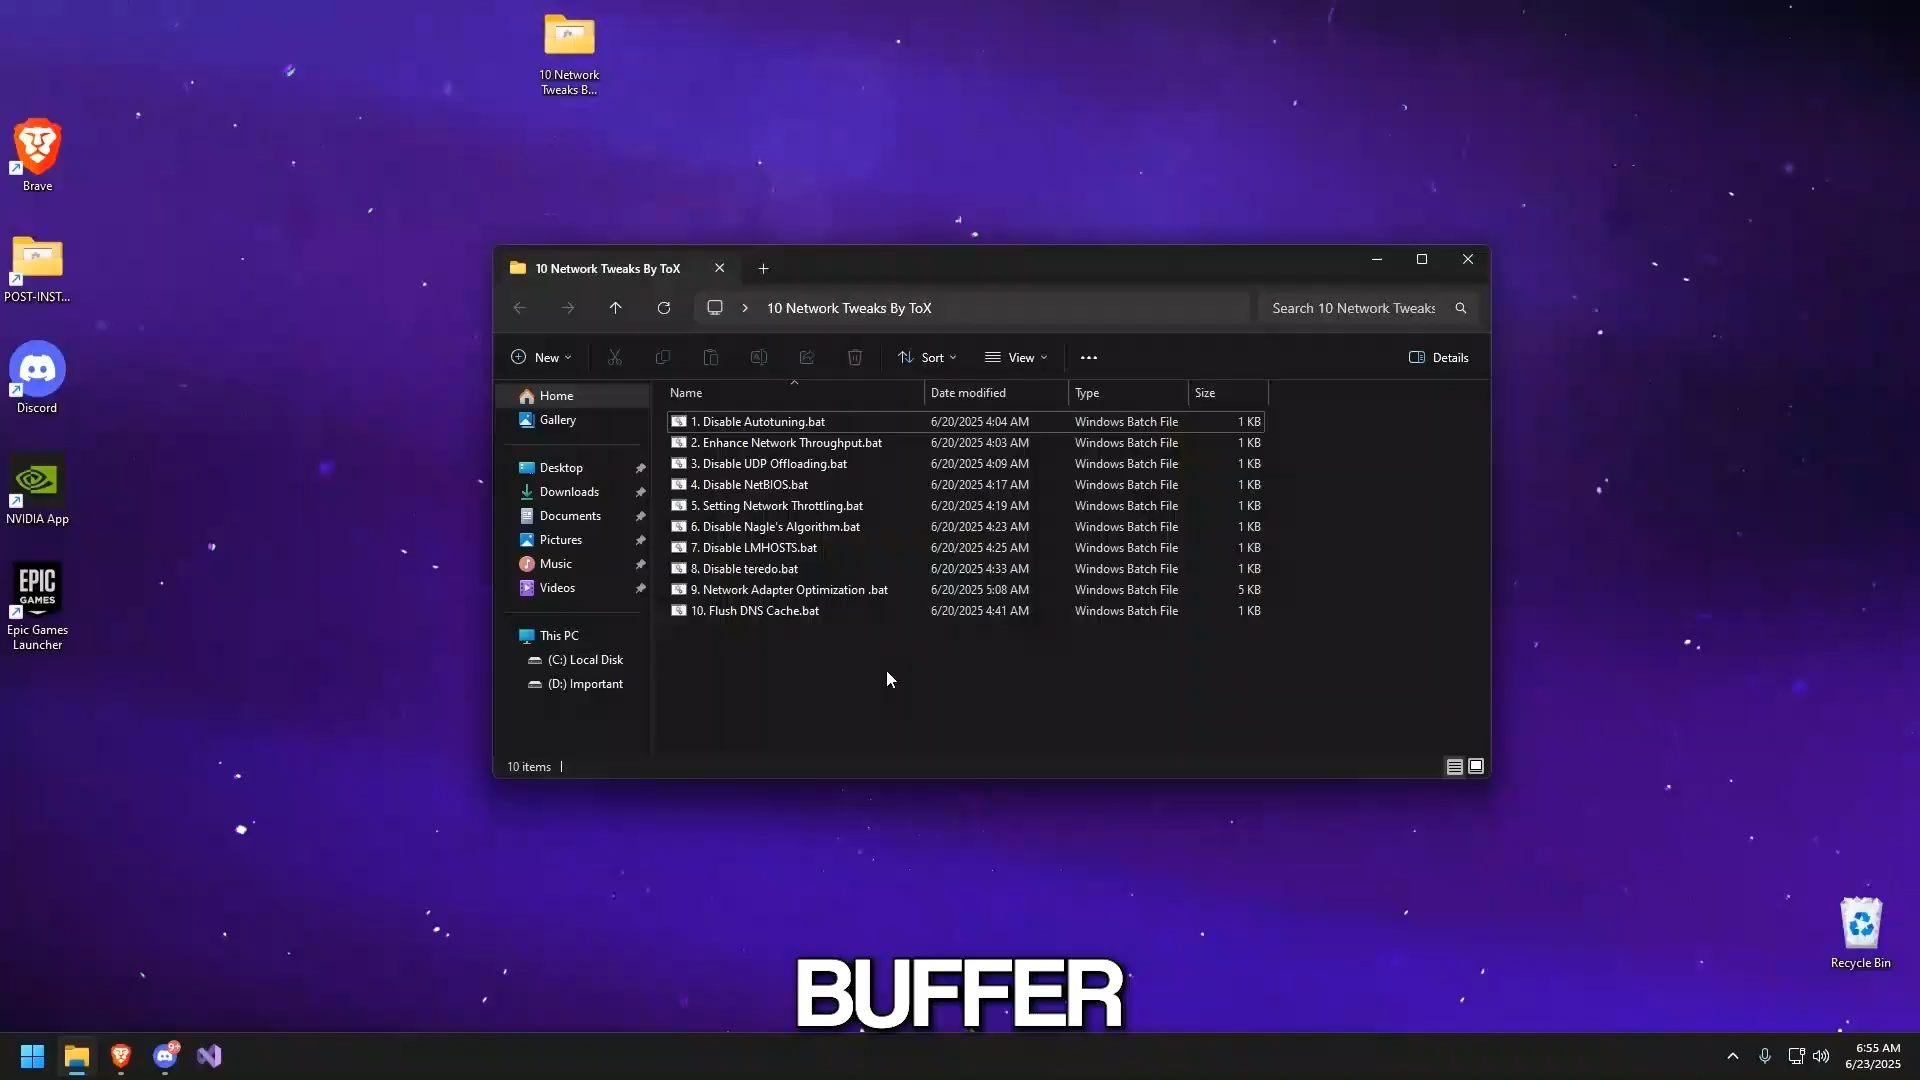 10 Network
Tweaks B...
Brave
POST-INST...
Discord
NVIDIA App
EPIC
GAMES
Epic Games
Launcher
10 Network Tweaks By ToX
10 Network Tweaks By ToX
Search 10 Network Tweaks
New
Sort
View
Details
Home
Gallery
Desktop
Downloads
Documents
Pictures
Music
Videos
This PC
(C:) Local Disk
(D:) Important
Name Date modified Type Size
1. Disable Autotuning.bat 6/20/2025 4:04 AM Windows Batch File 1 KB
2. Enhance Network Throughput.bat 6/20/2025 4:03 AM Windows Batch File 1 KB
3. Disable UDP Offloading.bat 6/20/2025 4:09 AM Windows Batch File 1 KB
4. Disable NetBIOS.bat 6/20/2025 4:17 AM Windows Batch File 1 KB
5. Setting Network Throttling.bat 6/20/2025 4:19 AM Windows Batch File 1 KB
6. Disable Nagle's Algorithm.bat 6/20/2025 4:23 AM Windows Batch File 1 KB
7. Disable LMHOSTS.bat 6/20/2025 4:25 AM Windows Batch File 1 KB
8. Disable teredo.bat 6/20/2025 4:33 AM Windows Batch File 1 KB
9. Network Adapter Optimization .bat 6/20/2025 5:08 AM Windows Batch File 5 KB
10. Flush DNS Cache.bat 6/20/2025 4:41 AM Windows Batch File 1 KB
10 items
Recycle Bin
BUFFER
9+
6:55 AM
6/23/2025